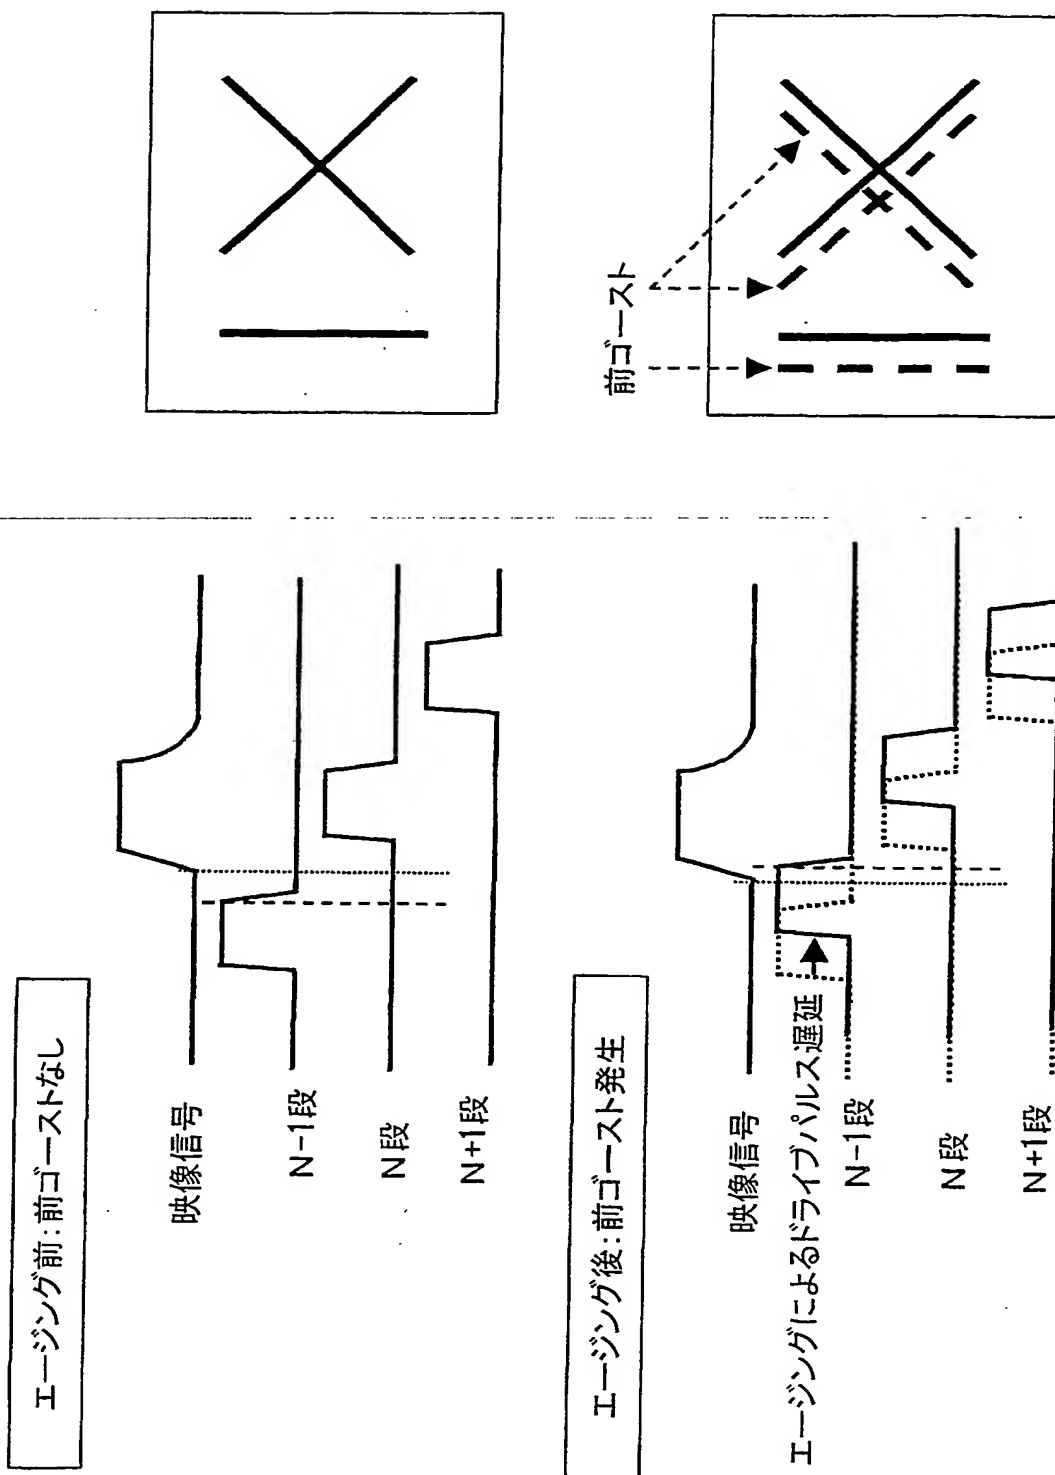 エージング前:前ゴーストなし
映像信号
N-1段
N段
N+1段
エージング後:前ゴースト発生
映像信号
エージングによるドライブパルス遅延
N-1段
N段
N+1段
前ゴースト